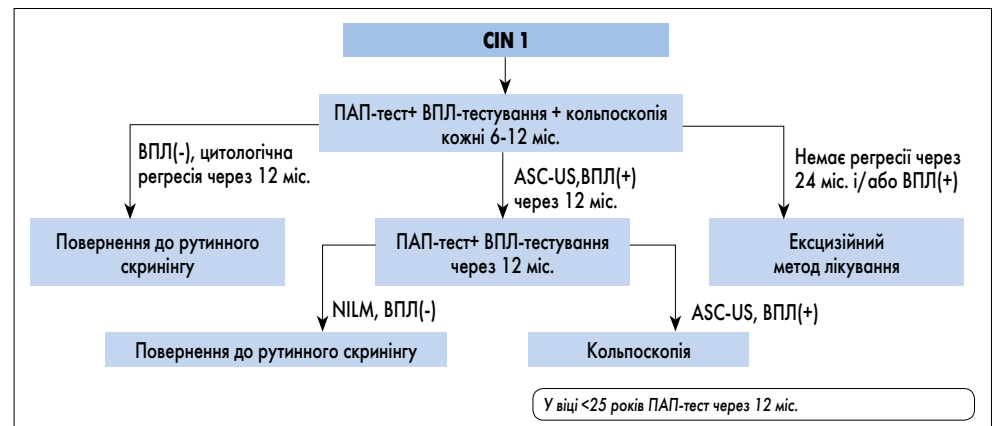 CIN 1
ПАП-тест+ ВПЛ-тестування + кольпоскопія
кожні 6-12 міс.
ВПЛ(-), цитологічна
регресія через 12 міс.
ASC-US,ВПЛ(+)
через 12 міс.
Немає регресії через
24 міс. і/або ВПЛ(+)
Повернення до рутинного
скринінгу
ПАП-тест+ ВПЛ-тестування
через 12 міс.
Ексцизійний
метод лікування
NILM, ВПЛ(-)
ASC-US, ВПЛ(+)
Повернення до рутинного скринінгу
Кольпоскопія
У віці <25 років ПАП-тест через 12 міс.